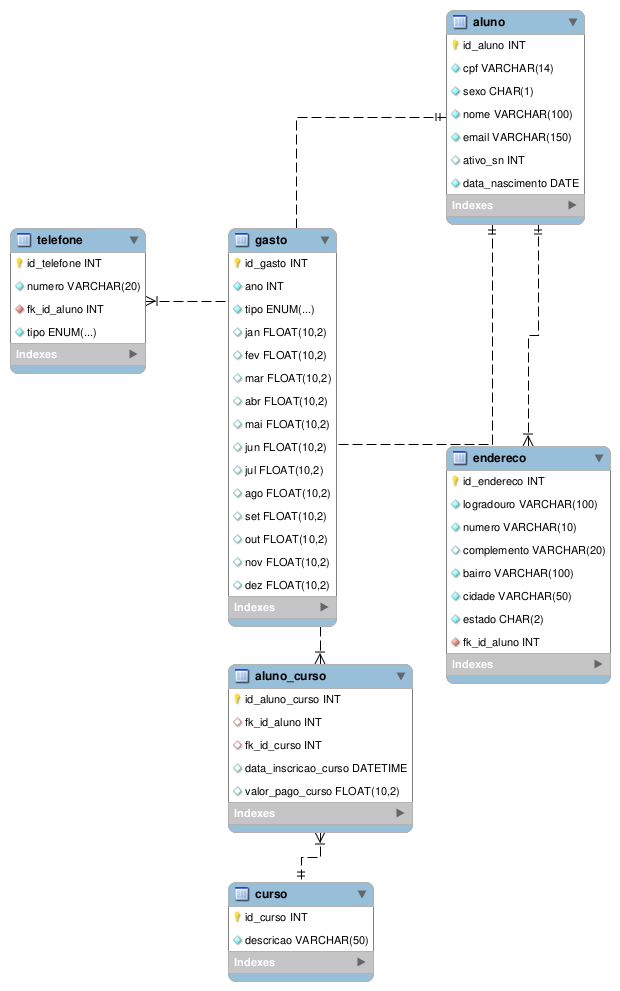 aluno
id_aluno INT
cpf VARCHAR(14)
sexo CHAR(1)
nome VARCHAR(100)
email VARCHAR(150)
ativo_sn INT
data_nascimento DATE
Indexes
telefone
id_telefone INT
numero VARCHAR(20)
fk_id_aluno INT
tipo ENUM(...)
Indexes
gasto
id_gasto INT
ano INT
tipo ENUM(...)
jan FLOAT(10,2)
fev FLOAT(10,2)
mar FLOAT(10,2)
abr FLOAT(10,2)
mai FLOAT(10,2)
jun FLOAT(10,2)
jul FLOAT(10,2)
ago FLOAT(10,2)
set FLOAT(10,2)
out FLOAT(10,2)
nov FLOAT(10,2)
dez FLOAT(10,2)
Indexes
endereco
id_endereco INT
logradouro VARCHAR(100)
numero VARCHAR(10)
complemento VARCHAR(20)
bairro VARCHAR(100)
cidade VARCHAR(50)
estado CHAR(2)
fk_id_aluno INT
Indexes
aluno_curso
id_aluno_curso INT
fk_id_aluno INT
fk_id_curso INT
data_inscricao_curso DATETIME
valor_pago_curso FLOAT(10,2)
Indexes
curso
id_curso INT
descricao VARCHAR(50)
Indexes